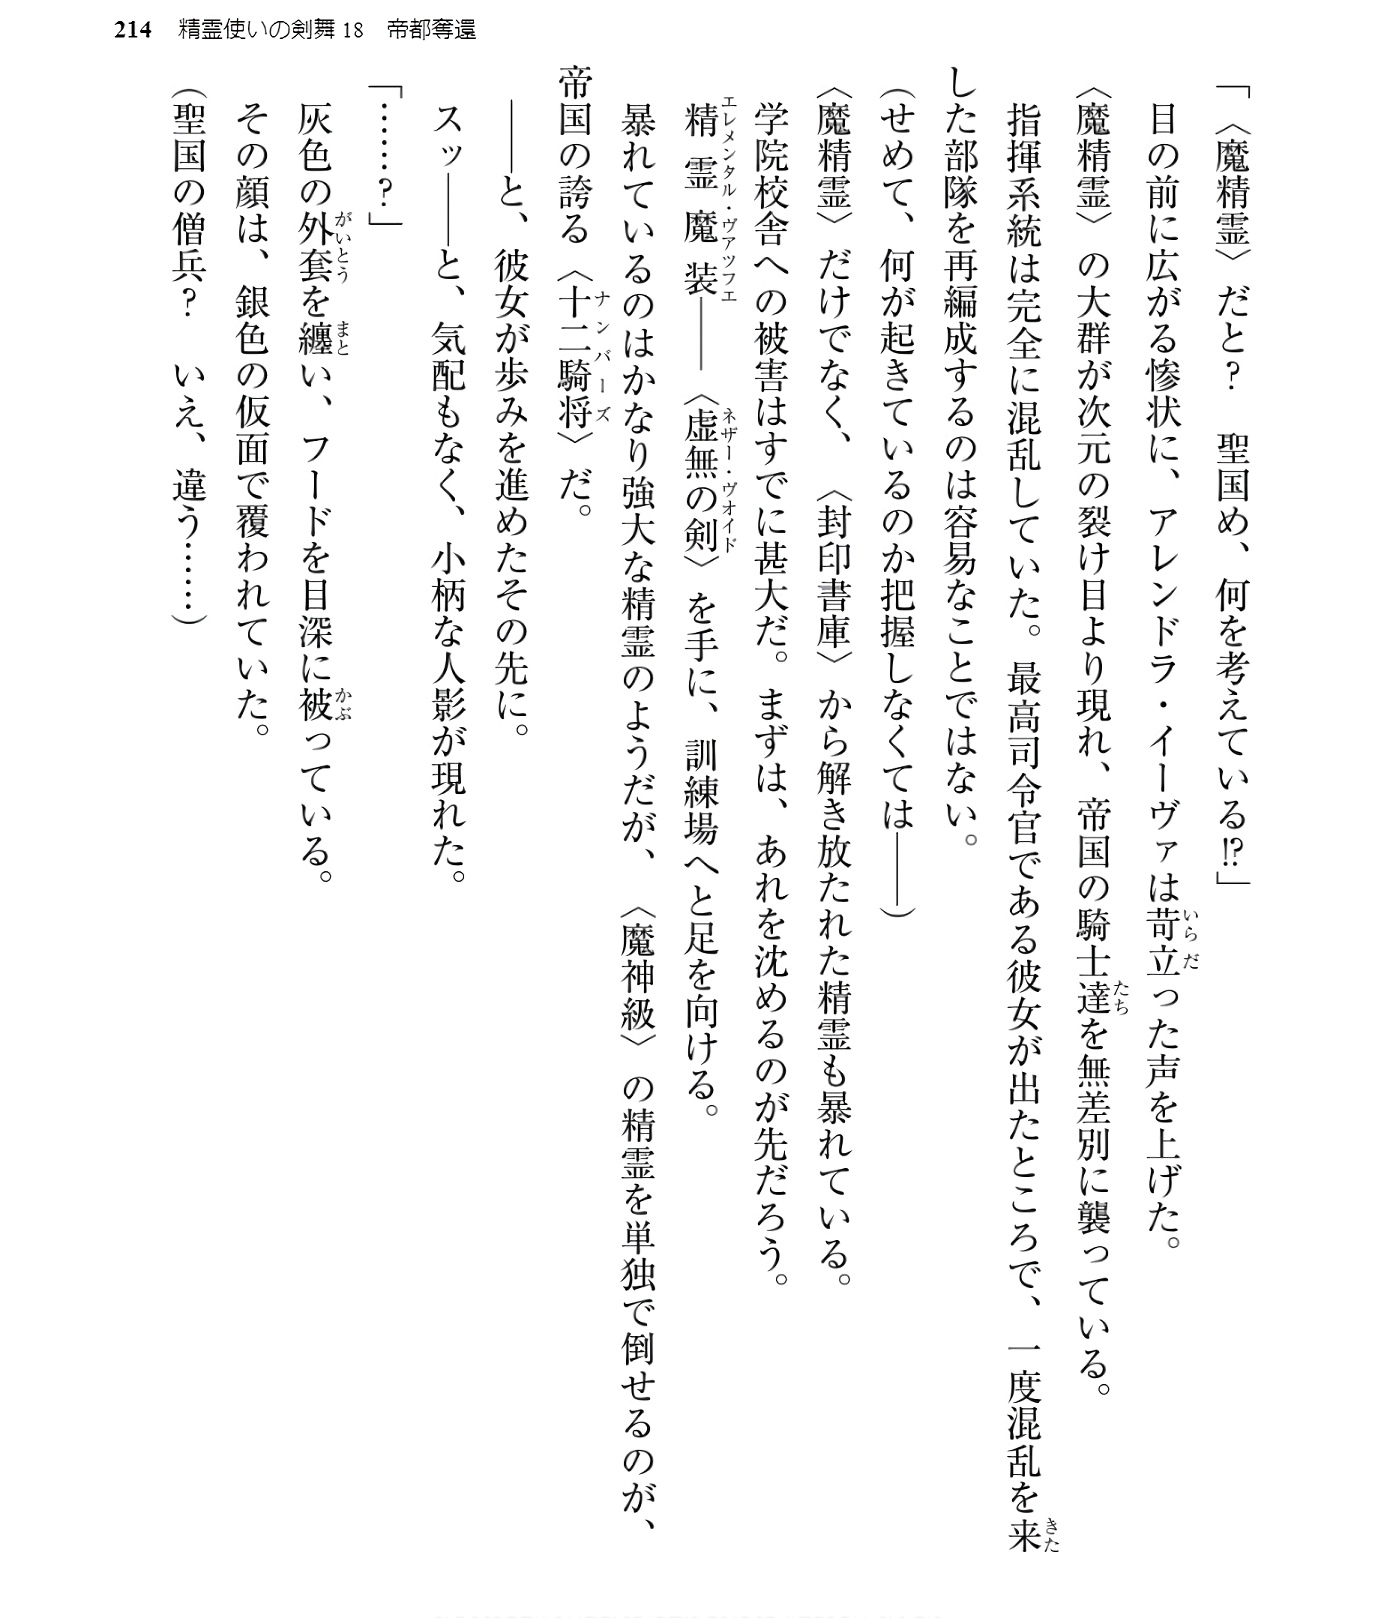 214 精霊使いの剣舞18 帝都奪還
「〈魔精霊〉だと？ 聖国め、何を考えている!?」
目の前に広がる惨状に、アレンドラ・イーヴァは苛立った声を上げた。
〈魔精霊〉の大群が次元の裂け目より現れ、帝国の騎士達を無差別に襲っている。
指揮系統は完全に混乱していた。最高司令官である彼女が出たところで、一度混乱を来
した部隊を再編成するのは容易なことではない。
（せめて、何が起きているのか把握しなくては――）
〈魔精霊〉だけでなく、〈封印書庫〉から解き放たれた精霊も暴れている。
学院校舎への被害はすでに甚大だ。まずは、あれを沈めるのが先だろう。
精霊魔装――〈虚無の剣〉を手に、訓練場へと足を向ける。
暴れているのはかなり強大な精霊のようだが、〈魔神級〉の精霊を単独で倒せるのが、
帝国の誇る〈十二騎将〉だ。
――と、彼女が歩みを進めたその先に。
スッ――と、気配もなく、小柄な人影が現れた。
「……？」
灰色の外套を纏い、フードを目深に被っている。
その顔は、銀色の仮面で覆われていた。
（聖国の僧兵？ いえ、違う……）